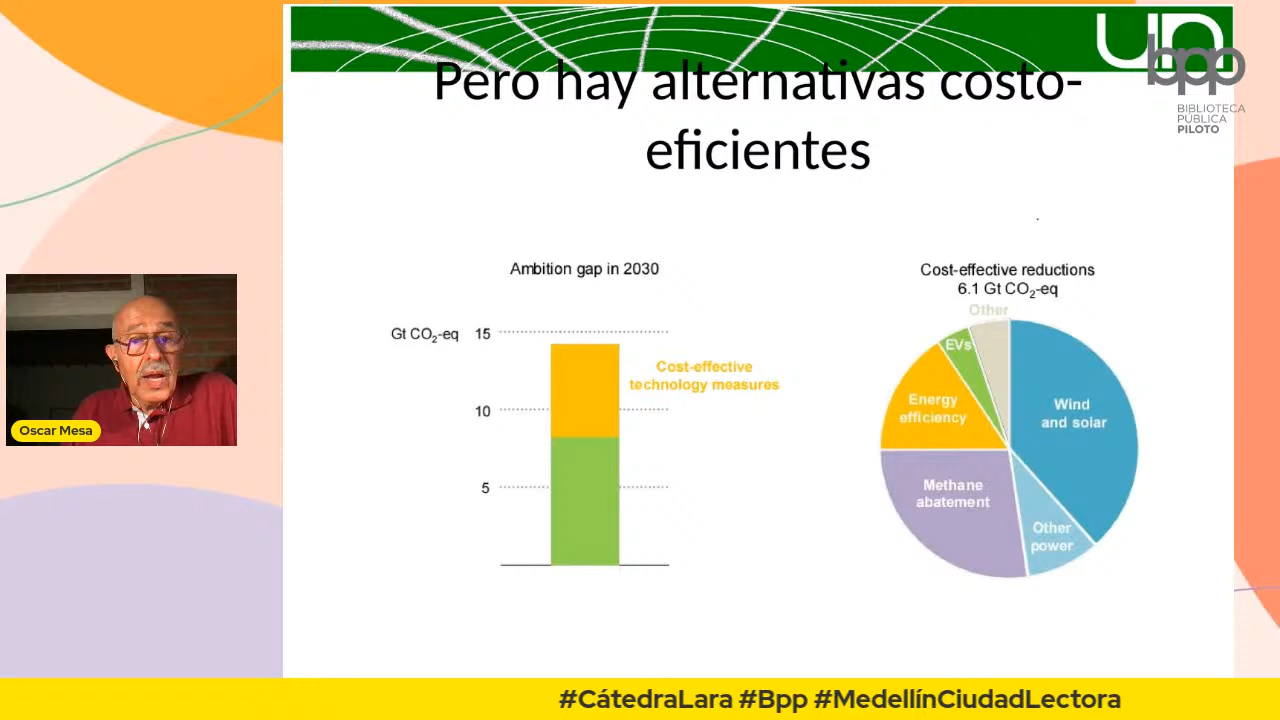 Pero hay alternativas costo-
eficientes
un
bpp
BIBLIOTECA
PÚBLICA
PILOTO
Ambition gap in 2030
Gt CO₂-eq
15
10
5
Cost-effective
technology measures
Cost-effective reductions
6.1 Gt CO₂-eq
Other
EVs
Wind
and solar
Energy
efficiency
Methane
abatement
Other
power
Oscar Mesa
#CátedraLara #Bpp #MedellínCiudadLectora